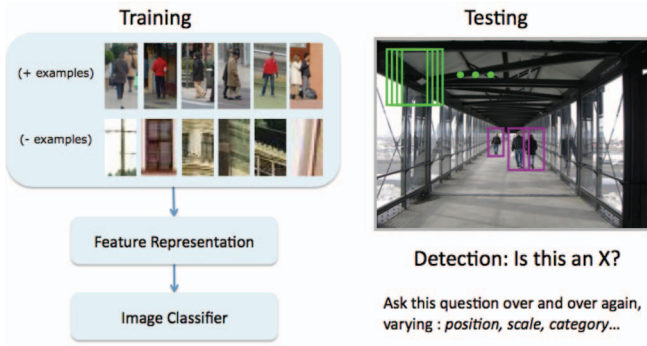 Training
(+ examples)
(- examples)
Feature Representation
Image Classifier
Testing
Detection: Is this an X?
Ask this question over and over again,
varying : position, scale, category...